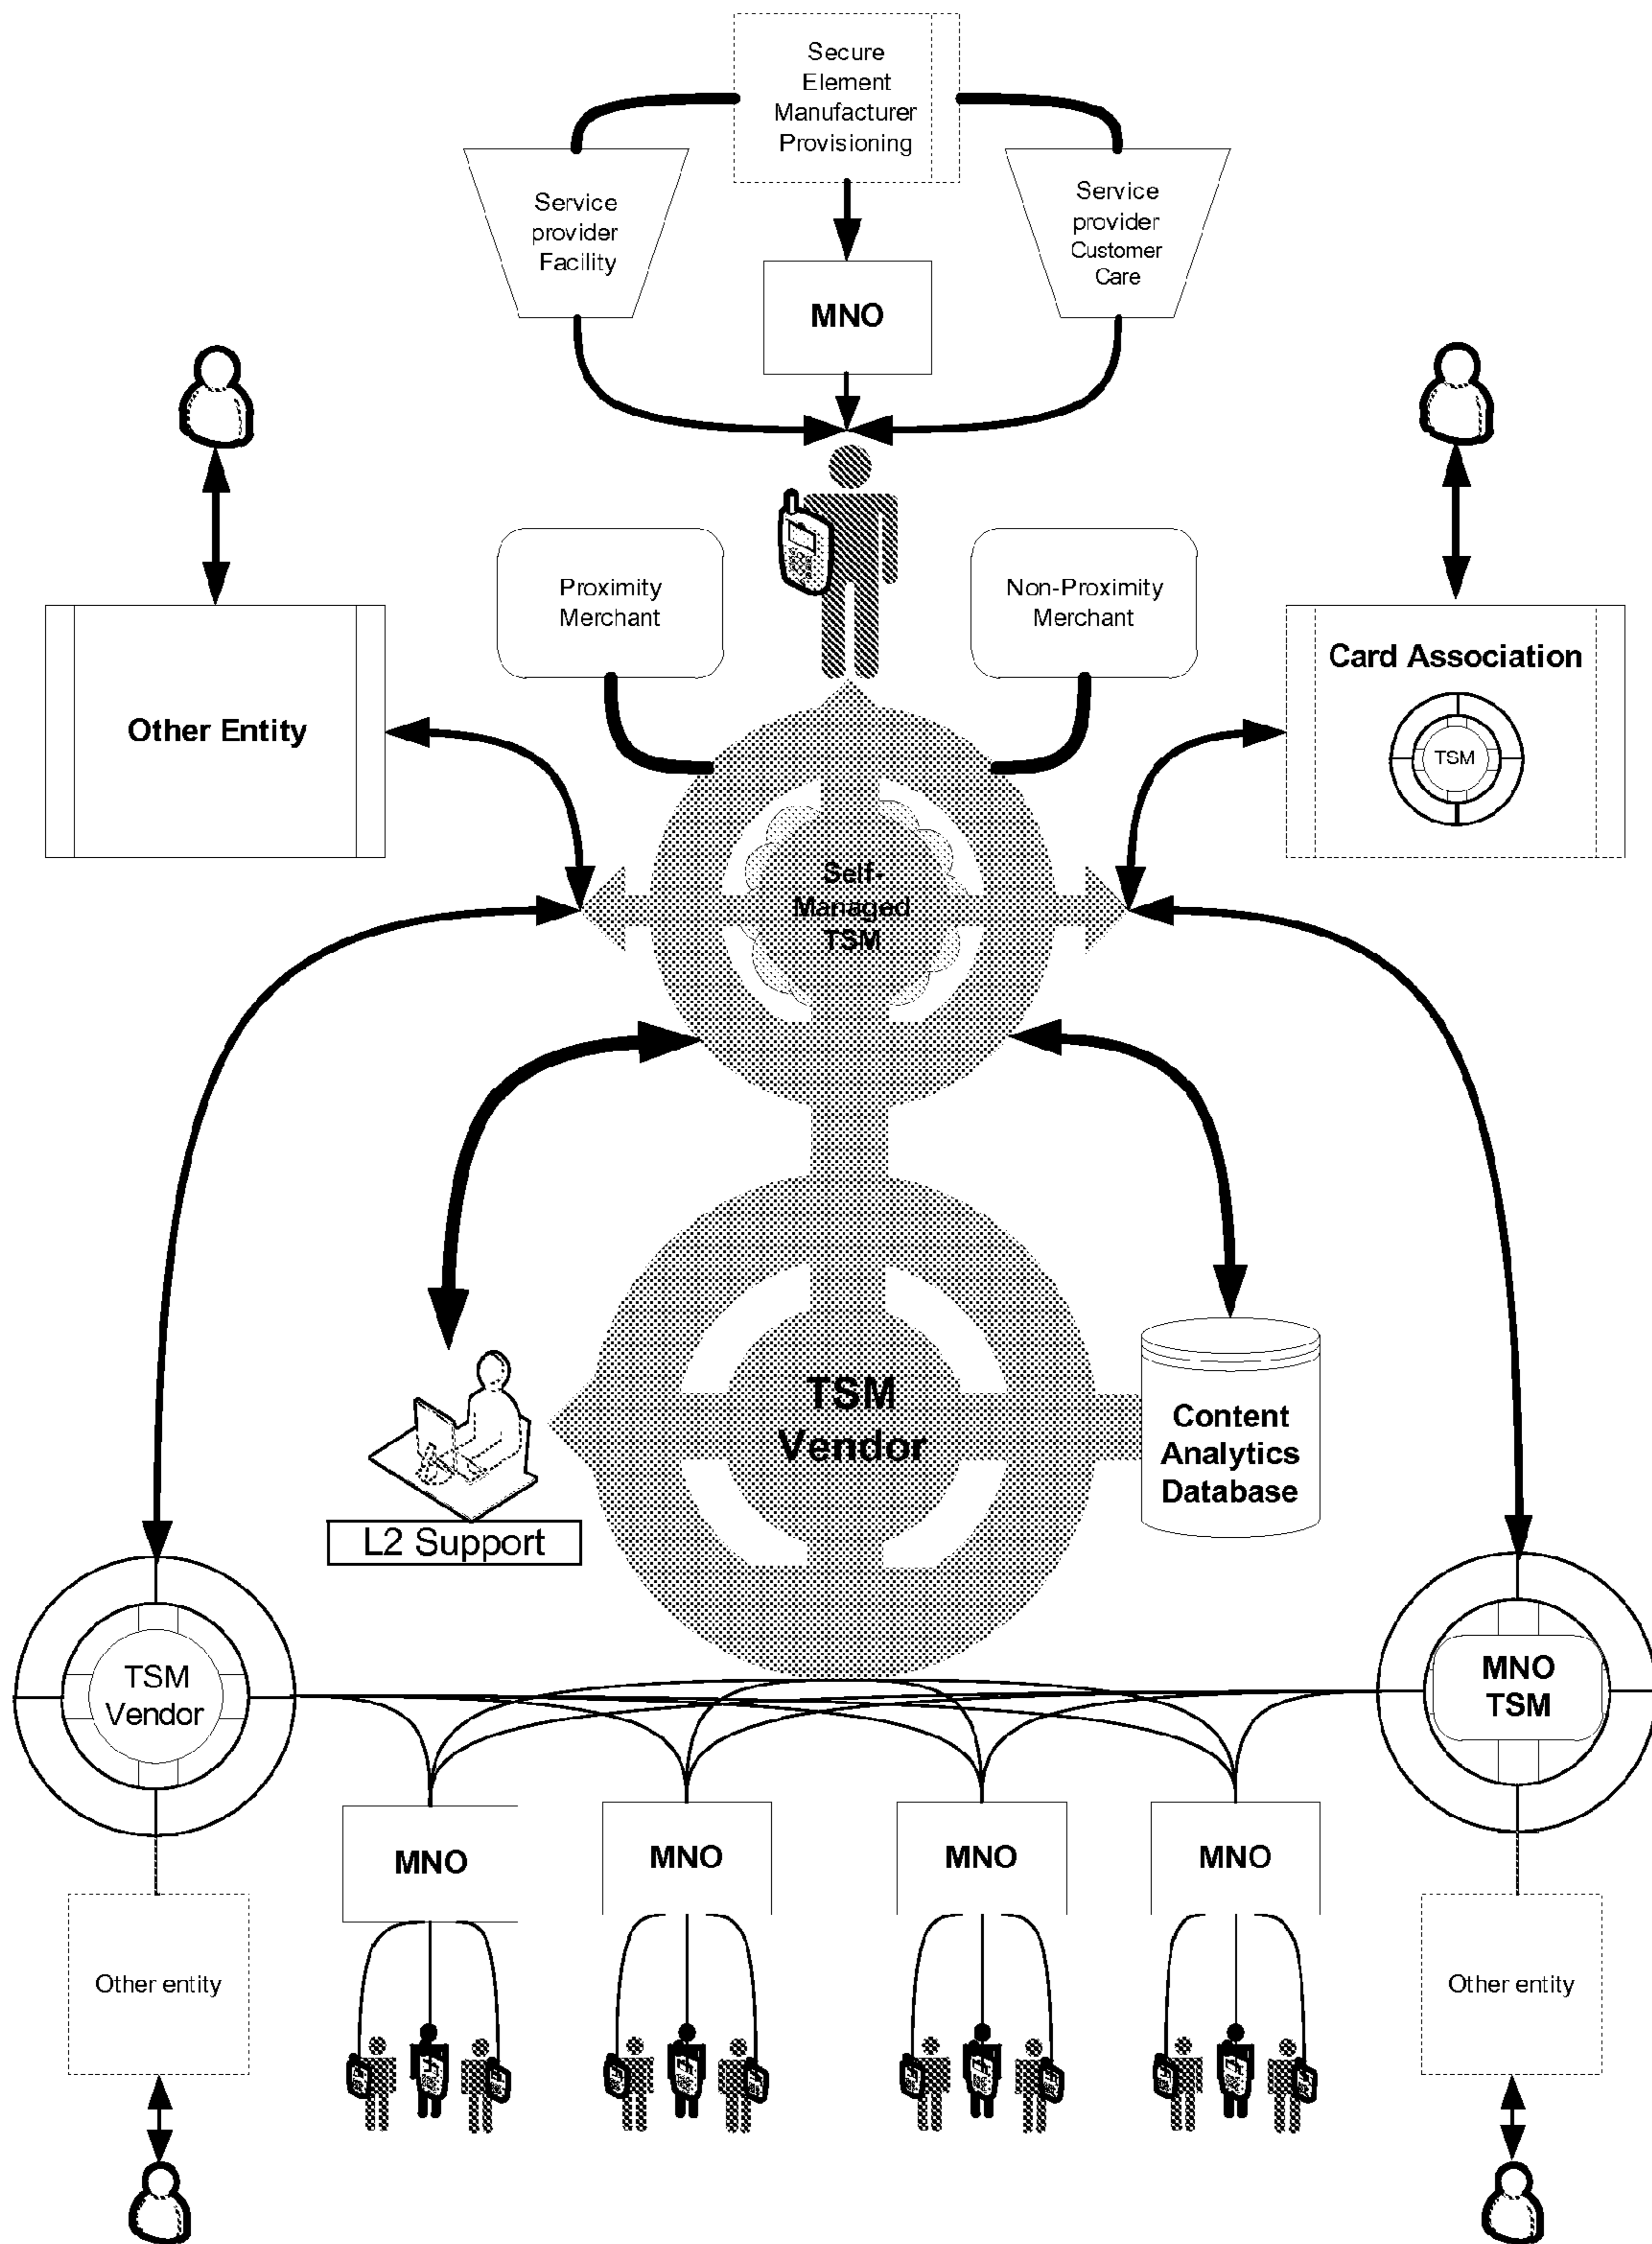 Secure
Element
Manufacturer
Provisioning
Service
provider
Facility
MNO
Service
provider
Customer
Care
Proximity
Merchant
Non-Proximity
Merchant
Other Entity
Card Association
TSM
Self-
Managed
TSM
TSM
Vendor
Content
Analytics
Database
L2 Support
TSM
Vendor
MNO
TSM
MNO
MNO
MNO
MNO
Other entity
Other entity